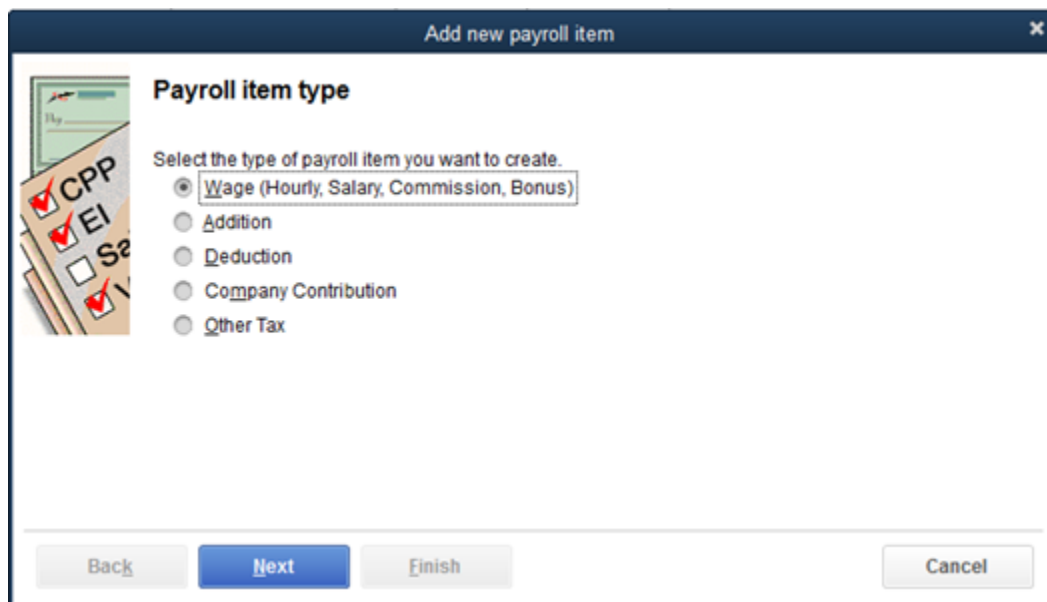 Add new payroll item
Payroll item type
Select the type of payroll item you want to create.
Wage (Hourly, Salary, Commission, Bonus)
Addition
Deduction
Company Contribution
Other Tax
CPP
EI
Sa
V
Back
Next
Finish
Cancel